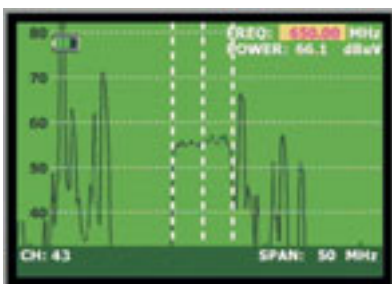 80 FREQ: 650.00 MHz
POWER: 66.1 dBuV
70
60
50
40
CH: 43 SPAN: 50 MHz